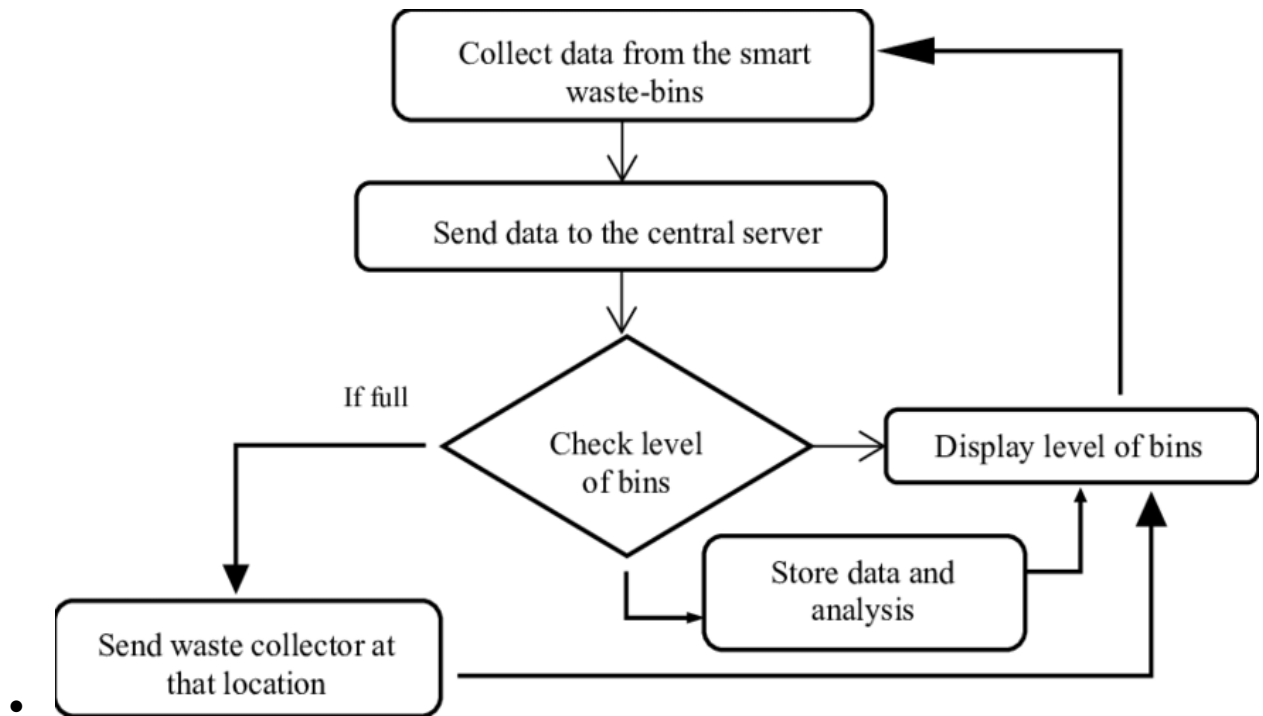 Collect data from the smart
waste-bins
Send data to the central server
If full
Check level
of bins
Display level of bins
Store data and
analysis
Send waste collector at
that location